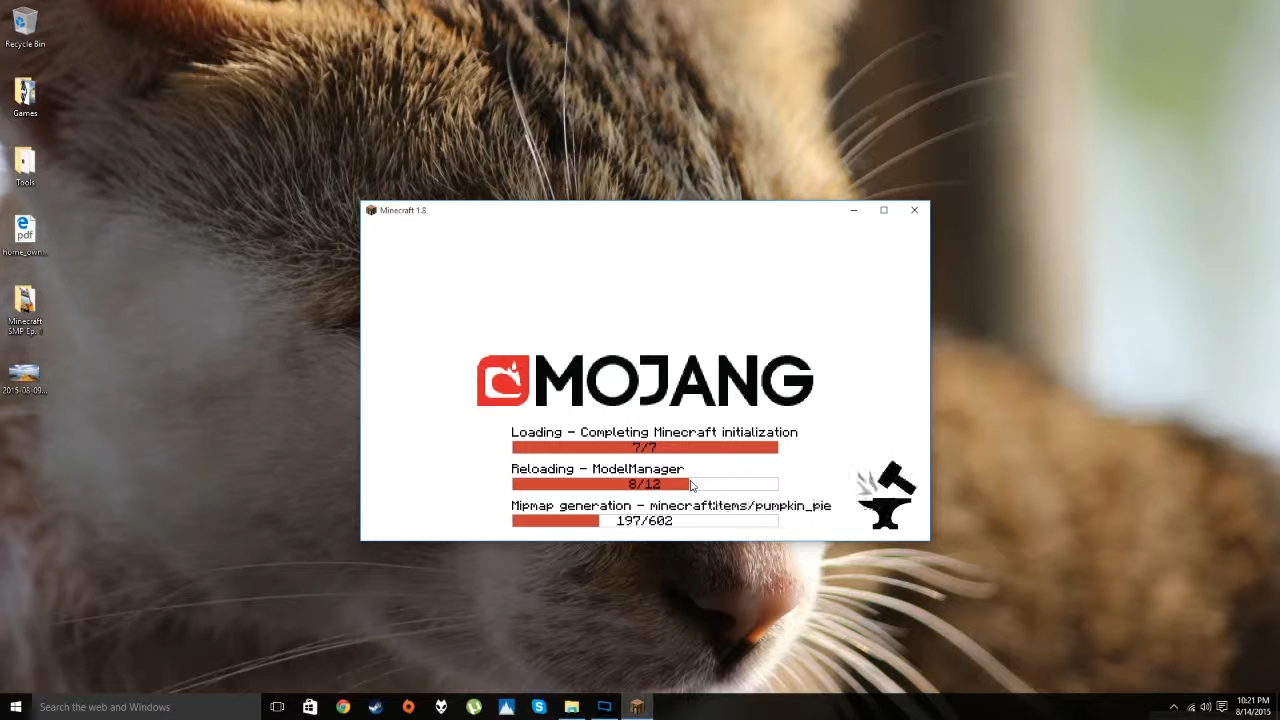 Recycle Bin
Games
Tools
pdf
home_own...
Minecraft
SMP Ep. 1
2015-08-09...
Minecraft 1.8
MOJANG
Loading - Completing Minecraft initialization
7/7
Reloading - ModelManager
8/12
Mipmap generation - minecraft:items/pumpkin_pie
197/602
Search the web and Windows
10:21 PM
8/14/2015